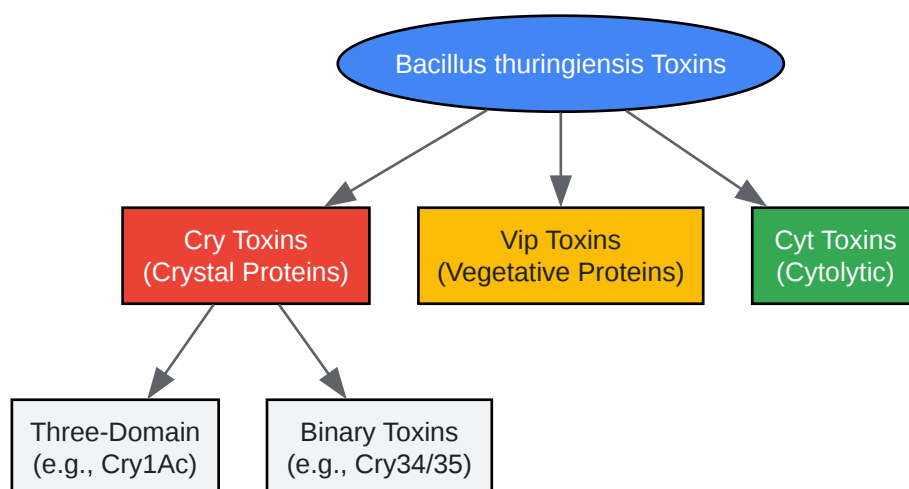 Bacillus thuringiensis Toxins
Cry Toxins
(Crystal Proteins)
Vip Toxins
(Vegetative Proteins)
Cyt Toxins
(Cytolytic)
Three-Domain
(e.g., Cry1Ac)
Binary Toxins
(e.g., Cry34/35)